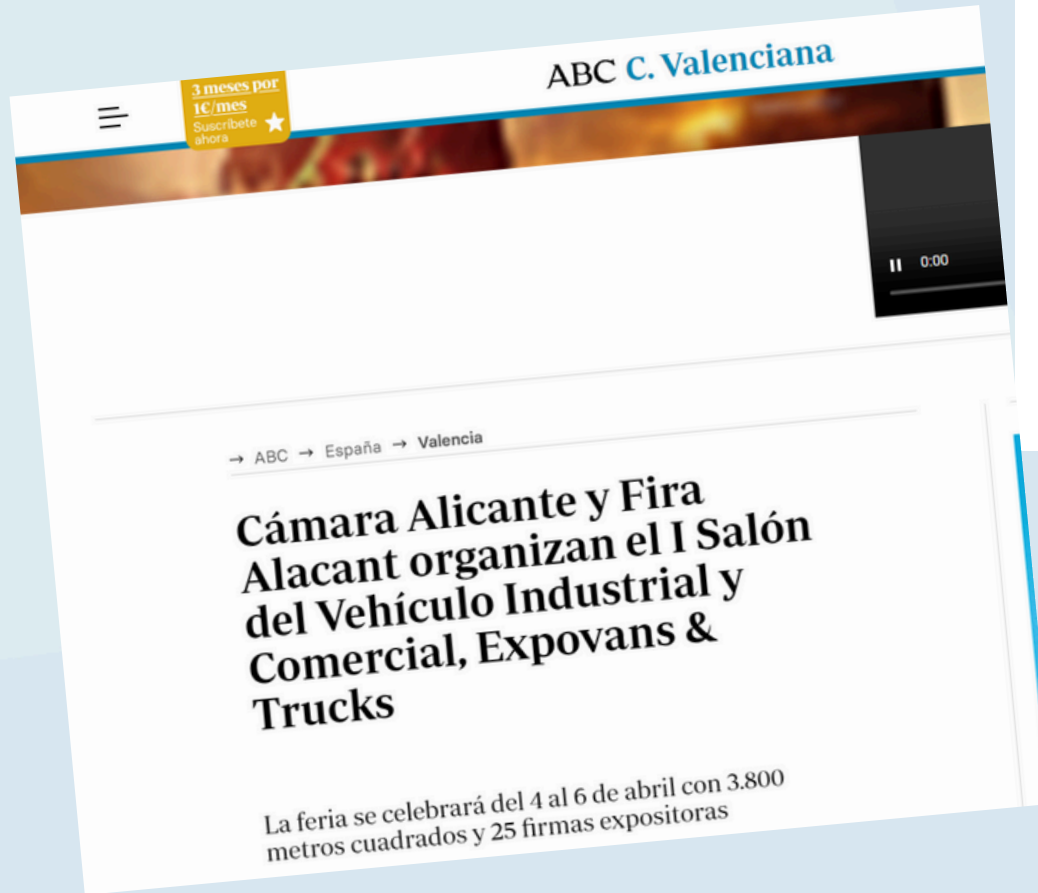 3 meses por
1€/mes
Suscríbete
ahora
ABC C. Valenciana
0:00
→ ABC → España → Valencia
Cámara Alicante y Fira
Alacant organizan el I Salón
del Vehículo Industrial y
Comercial, Expovans &
Trucks
La feria se celebrará del 4 al 6 de abril con 3.800
metros cuadrados y 25 firmas expositoras